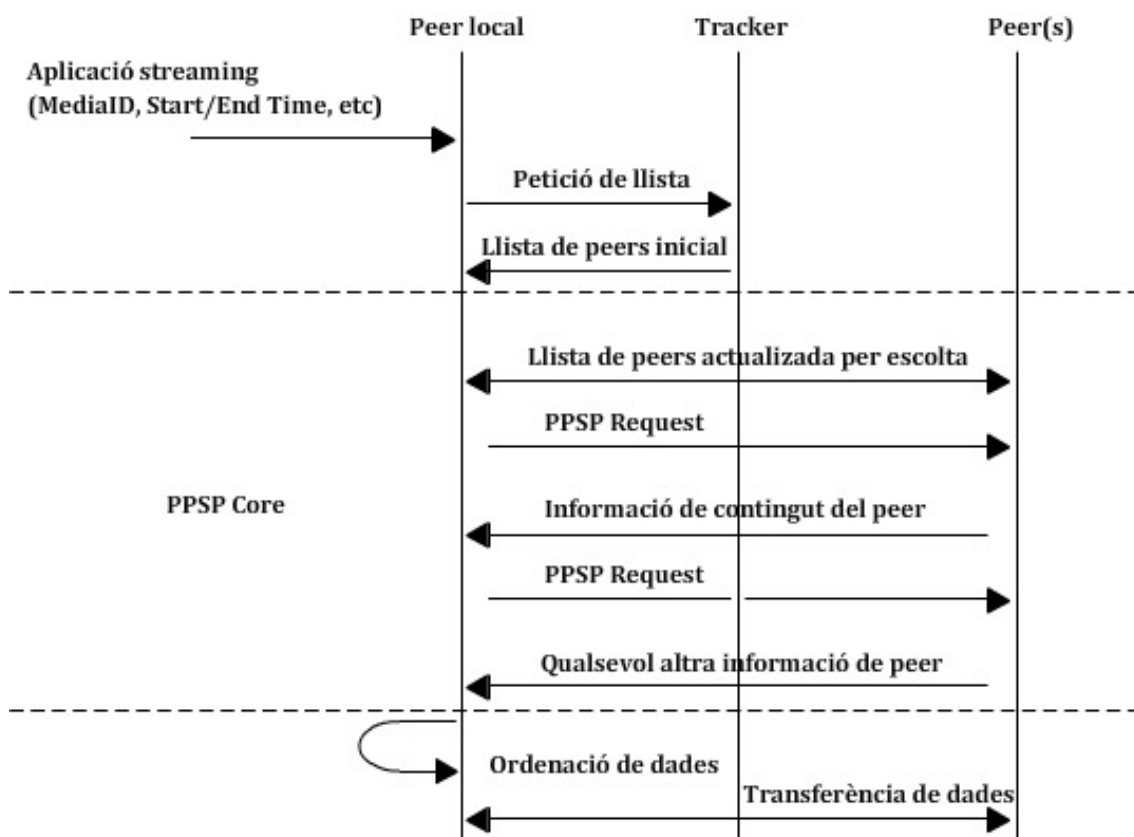 Peer local
Tracker
Peer(s)
Aplicació streaming
(MediaID, Start/End Time, etc)
Petició de llista
Llista de peers inicial
Llista de peers actualizada per escolta
PPSP Request
PPSP Core
Informació de contingut del peer
PPSP Request
Qualsevol altra informació de peer
Ordenació de dades
Transferència de dades